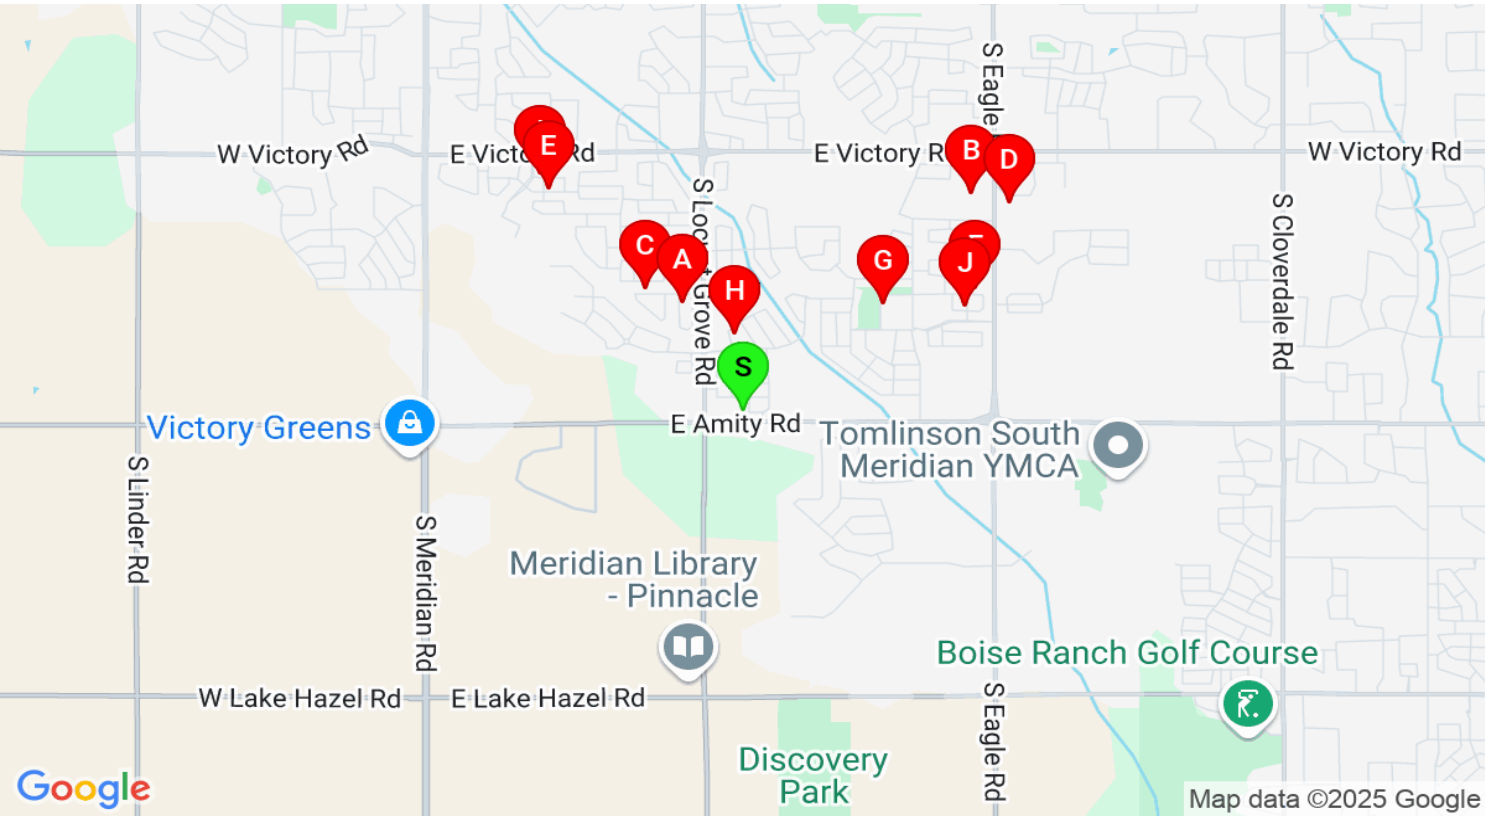 S Eagle
W Victory Rd
E Victory Rd
E
E Victory R
B
D
W Victory Rd
S Locust Grove Rd
S Cloverdale Rd
C
A
G
J
H
S
E Amity Rd
Victory Greens
Tomlinson South
Meridian YMCA
S Linder Rd
S Meridian Rd
Meridian Library
- Pinnacle
Boise Ranch Golf Course
W Lake Hazel Rd
E Lake Hazel Rd
S Eagle Rd
Discovery
Park
Google
Map data ©2025 Google